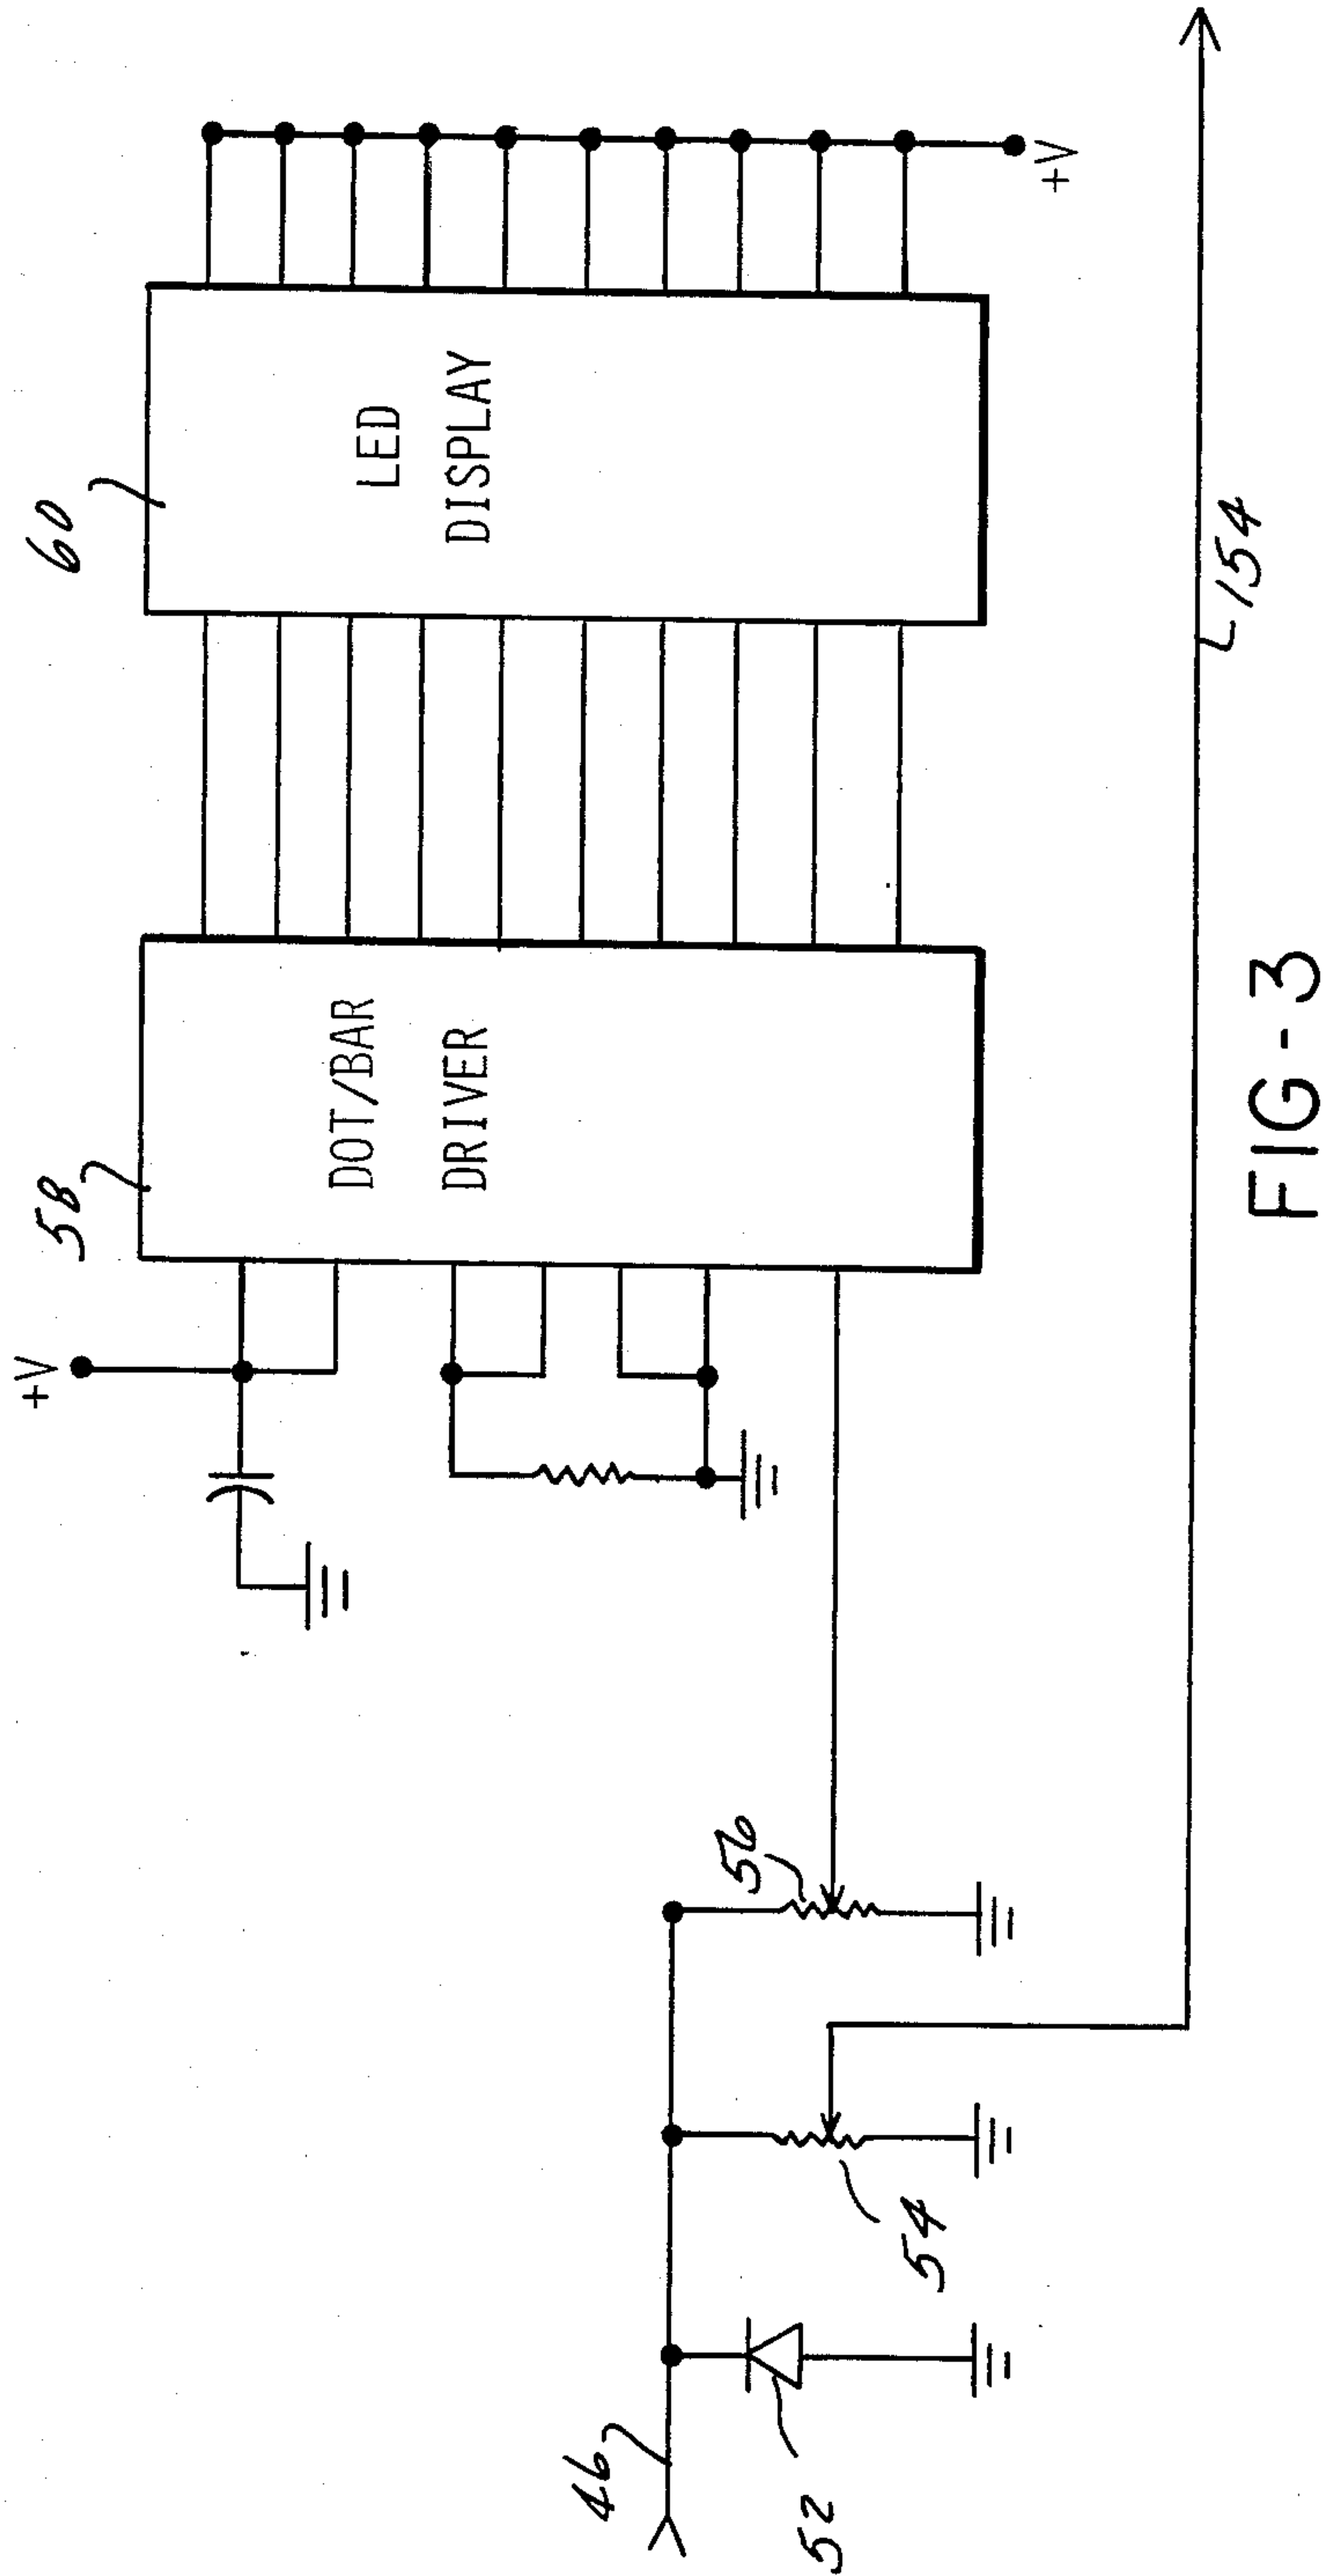 +V
58
60
DOT/BAR
DRIVER
LED
DISPLAY
+V
46
52
54
56
154
FIG-3